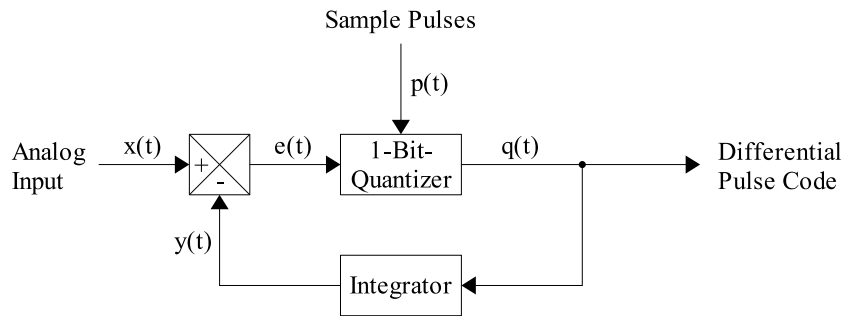 Sample Pulses
p(t)
Analog
Input
x(t)
+
-
e(t)
1-Bit-
Quantizer
q(t)
Differential
Pulse Code
y(t)
Integrator